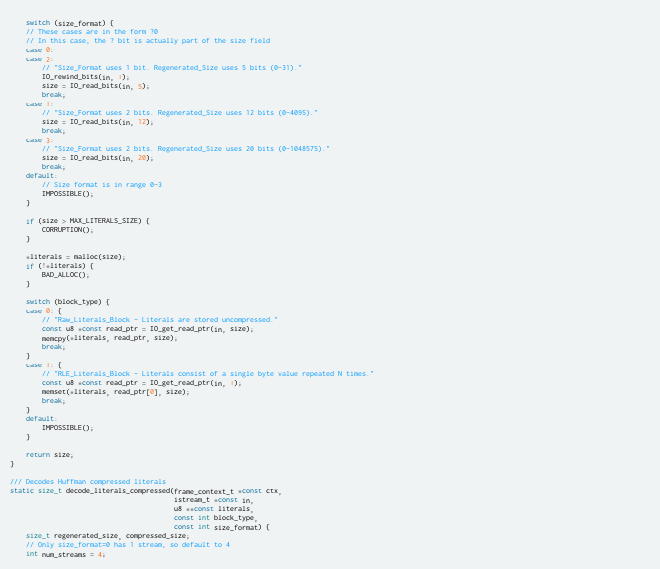 switch (size_format) {
// These cases are in the form ?0
// In this case, the ? bit is actually part of the size field
case 0:
case 2:
// "Size_Format uses 1 bit. Regenerated_Size uses 5 bits (0-31)."
IO_rewind_bits(in, 1);
size = IO_read_bits(in, 5);
break;
case 1:
// "Size_Format uses 2 bits. Regenerated_Size uses 12 bits (0-4095)."
size = IO_read_bits(in, 12);
break;
case 3:
// "Size_Format uses 2 bits. Regenerated_Size uses 20 bits (0-1048575)."
size = IO_read_bits(in, 20);
break;
default:
// Size format is in range 0-3
IMPOSSIBLE();
}
if (size > MAX_LITERALS_SIZE) {
CORRUPTION();
}
*literals = malloc(size);
if (!*literals) {
BAD_ALLOC();
}
switch (block_type) {
case 0: {
// "Raw_Literals_Block - Literals are stored uncompressed."
const u8 *const read_ptr = IO_get_read_ptr(in, size);
memcpy(*literals, read_ptr, size);
break;
}
case 1: {
// "RLE_Literals_Block - Literals consist of a single byte value repeated N times."
const u8 *const read_ptr = IO_get_read_ptr(in, 1);
memset(*literals, read_ptr[0], size);
break;
}
default:
IMPOSSIBLE();
}
return size;
}
/// Decodes Huffman compressed literals
static size_t decode_literals_compressed(frame_context_t *const ctx,
istream_t *const in,
u8 **const literals,
const int block_type,
const int size_format) {
size_t regenerated_size, compressed_size;
// Only size_format=0 has 1 stream, so default to 4
int num_streams = 4;